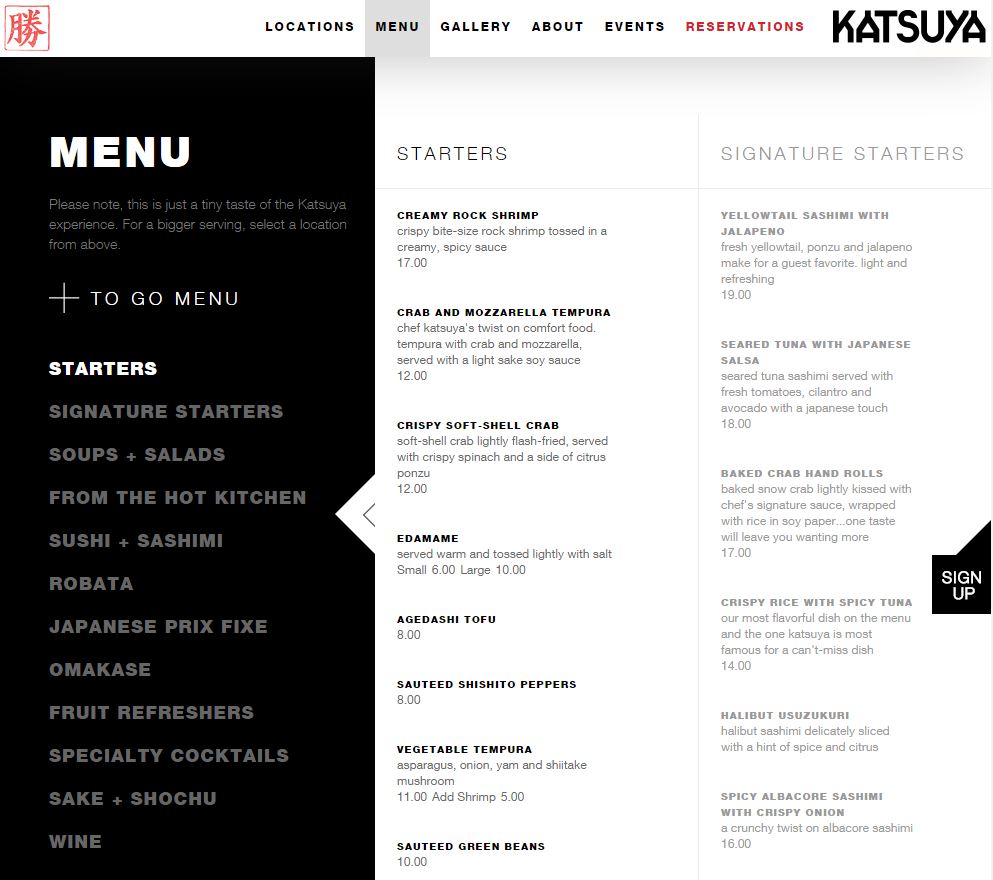 勝
LOCATIONS MENU GALLERY ABOUT EVENTS RESERVATIONS
KATSUYA
MENU
Please note, this is just a tiny taste of the Katsuya
experience. For a bigger serving, select a location
from above.
TO GO MENU
STARTERS
SIGNATURE STARTERS
SOUPS + SALADS
FROM THE HOT KITCHEN
SUSHI + SASHIMI
ROBATA
JAPANESE PRIX FIXE
OMAKASE
FRUIT REFRESHERS
SPECIALTY COCKTAILS
SAKE + SHOCHU
WINE
STARTERS
CREAMY ROCK SHRIMP
crispy bite-size rock shrimp tossed in a
creamy, spicy sauce
17.00
CRAB AND MOZZARELLA TEMPURA
chef katsuya's twist on comfort food.
tempura with crab and mozzarella,
served with a light sake soy sauce
12.00
CRISPY SOFT-SHELL CRAB
soft-shell crab lightly flash-fried, served
with crispy spinach and a side of citrus
ponzu
12.00
EDAMAME
served warm and tossed lightly with salt
Small 6.00 Large 10.00
AGEDASHI TOFU
8.00
SAUTEED SHISHITO PEPPERS
8.00
VEGETABLE TEMPURA
asparagus, onion, yam and shiitake
mushroom
11.00 Add Shrimp 5.00
SAUTEED GREEN BEANS
10.00
SIGNATURE STARTERS
YELLOWTAIL SASHIMI WITH
JALAPENO
fresh yellowtail, ponzu and jalapeno
make for a guest favorite. light and
refreshing
19.00
SEARED TUNA WITH JAPANESE
SALSA
seared tuna sashimi served with
fresh tomatoes, cilantro and
avocado with a japanese touch
18.00
BAKED CRAB HAND ROLLS
baked snow crab lightly kissed with
chef's signature sauce, wrapped
with rice in soy paper...one taste
will leave you wanting more
17.00
CRISPY RICE WITH SPICY TUNA
our most flavorful dish on the menu
and the one katsuya is most
famous for a can't-miss dish
14.00
HALIBUT USUZUKURI
halibut sashimi delicately sliced
with a hint of spice and citrus
SPICY ALBACORE SASHIMI
WITH CRISPY ONION
a crunchy twist on albacore sashimi
16.00
SIGN
UP